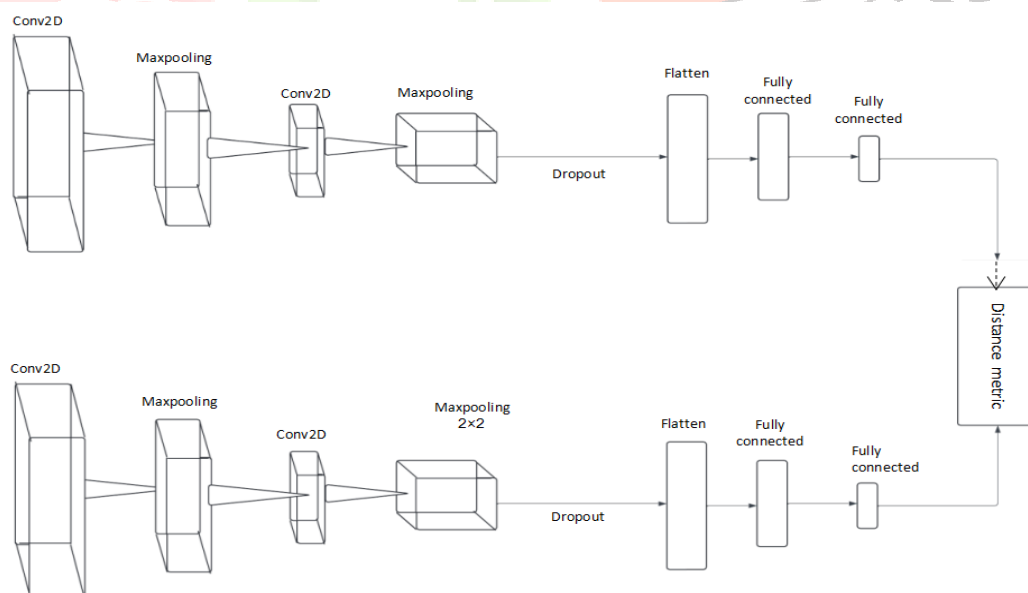 Conv2D
Maxpooling
Conv2D
Maxpooling
Flatten
Fully
connected
Fully
connected
Dropout
Distance metric
Conv2D
Maxpooling
Conv2D
Maxpooling
2×2
Flatten
Fully
connected
Fully
connected
Dropout